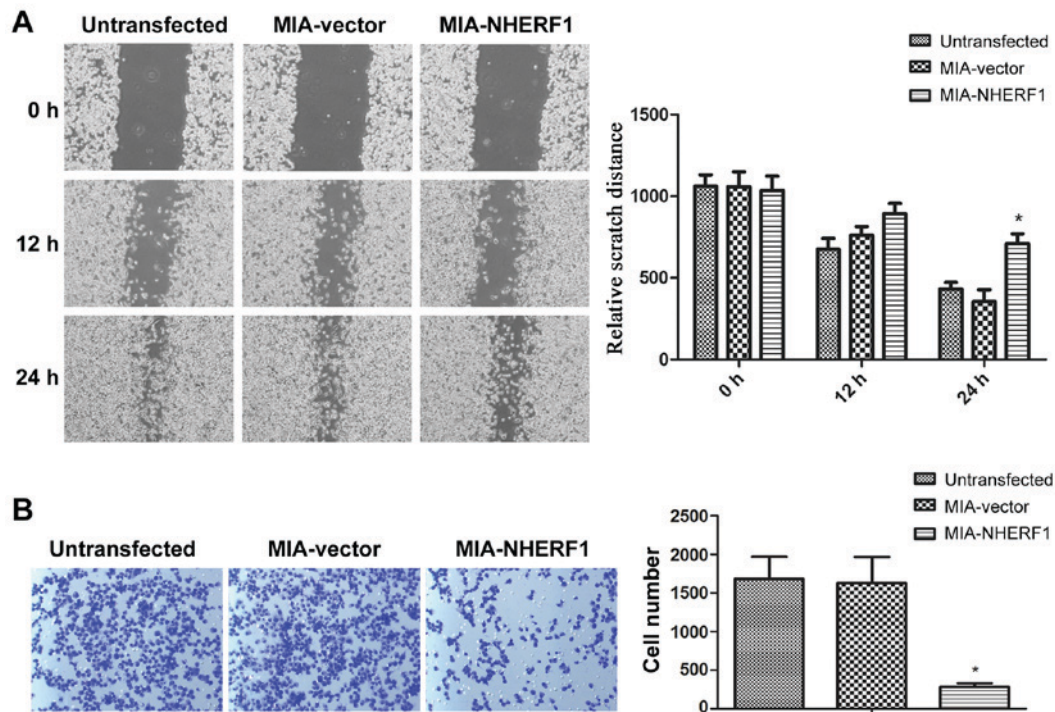 A
Untransfected MIA-vector MIA-NHERF1
0 h
12 h
24 h
Untransfected
MIA-vector
MIA-NHERF1
Relative scratch distance
1500
1000
500
0
*
0 h 12 h 24 h
B
Untransfected MIA-vector MIA-NHERF1
Untransfected
MIA-vector
MIA-NHERF1
Cell number
2500
2000
1500
1000
500
0
*